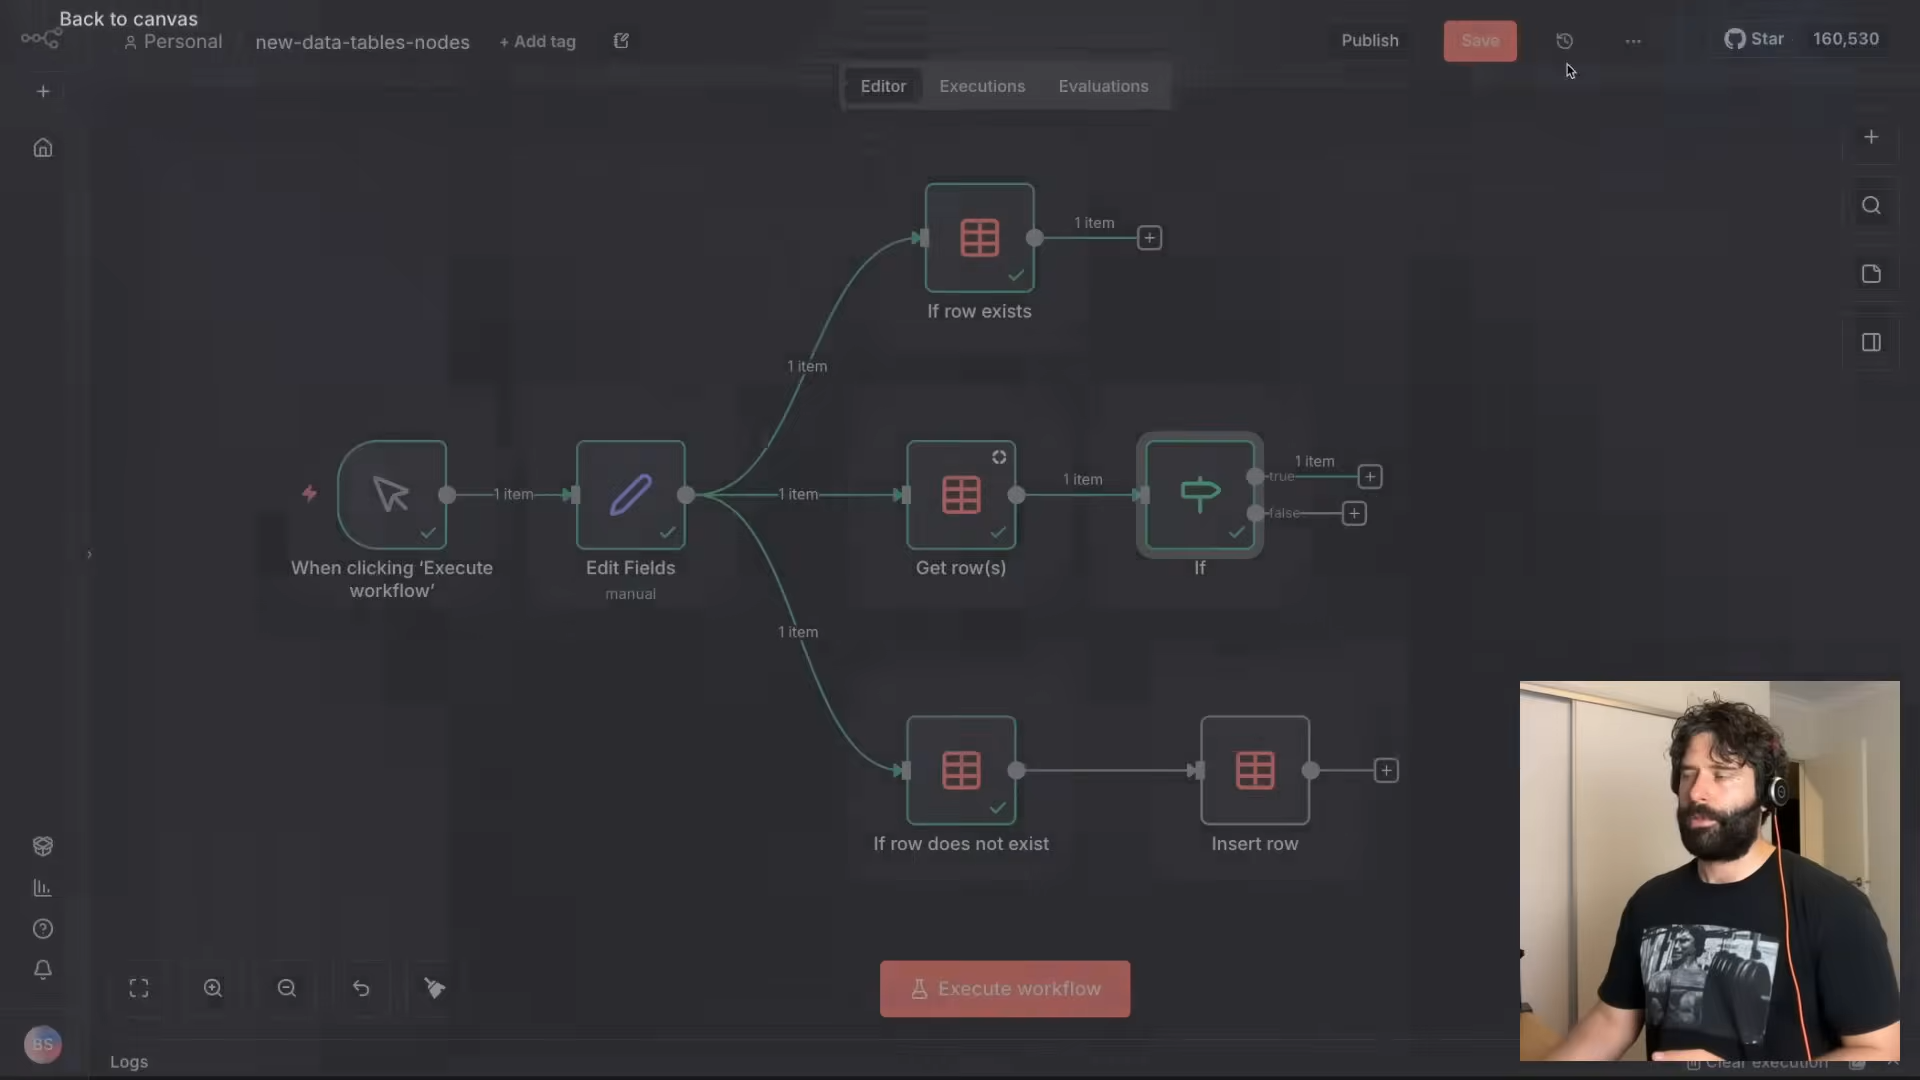 Back to canvas
Personal
new-data-tables-nodes
+ Add tag
Publish
Save
Star
160,530
Editor
Executions
Evaluations
1 item
If row exists
1 item
1 item
1 item
1 item
1 item
true
false
When clicking ‘Execute
workflow’
Edit Fields
manual
Get row(s)
If
1 item
If row does not exist
Insert row
Execute workflow
BS
Logs
Clear execution